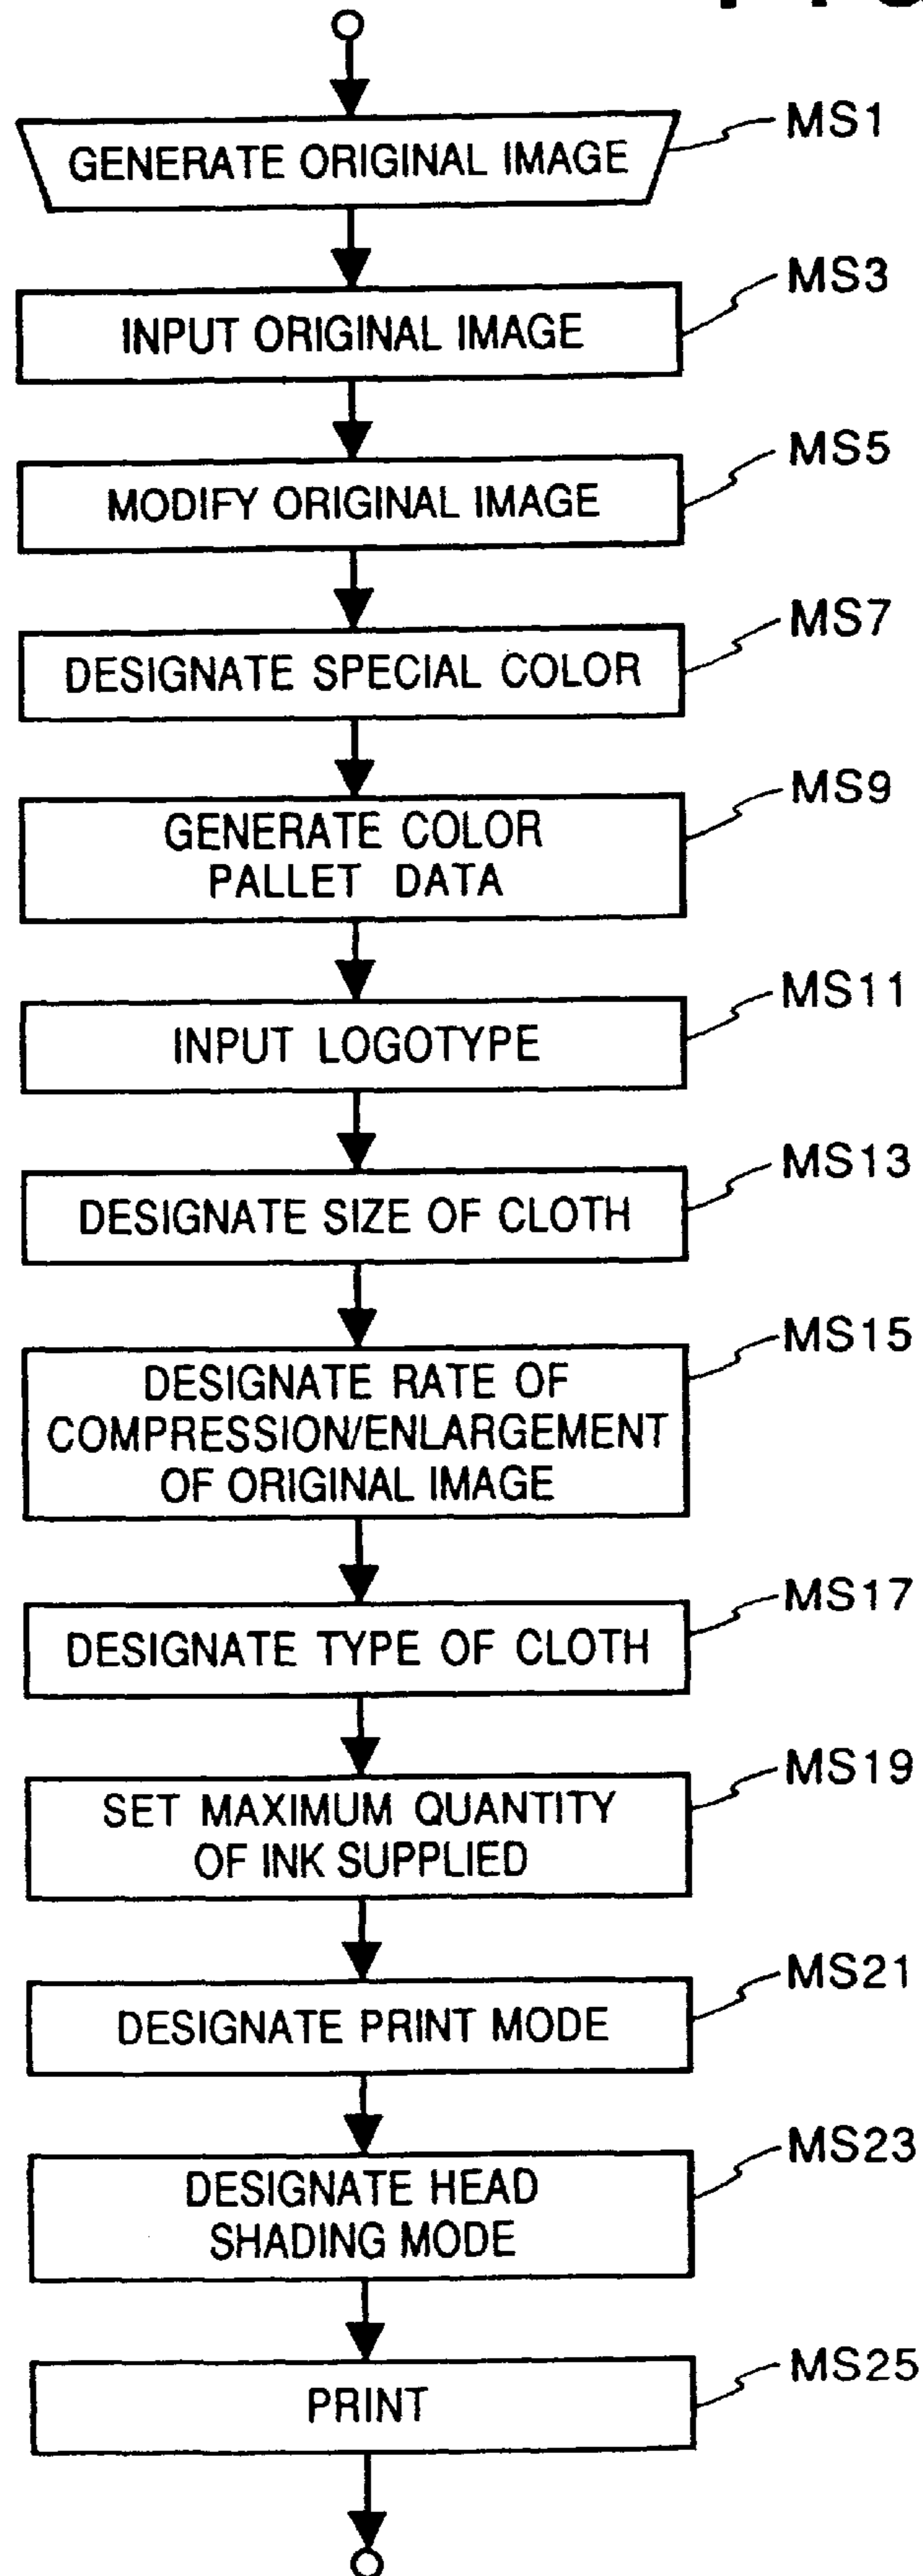 GENERATE ORIGINAL IMAGE
MS1
INPUT ORIGINAL IMAGE
MS3
MODIFY ORIGINAL IMAGE
MS5
DESIGNATE SPECIAL COLOR
MS7
GENERATE COLOR
PALLET DATA
MS9
INPUT LOGOTYPE
MS11
DESIGNATE SIZE OF CLOTH
MS13
DESIGNATE RATE OF
COMPRESSION/ENLARGEMENT
OF ORIGINAL IMAGE
MS15
DESIGNATE TYPE OF CLOTH
MS17
SET MAXIMUM QUANTITY
OF INK SUPPLIED
MS19
DESIGNATE PRINT MODE
MS21
DESIGNATE HEAD
SHADING MODE
MS23
PRINT
MS25